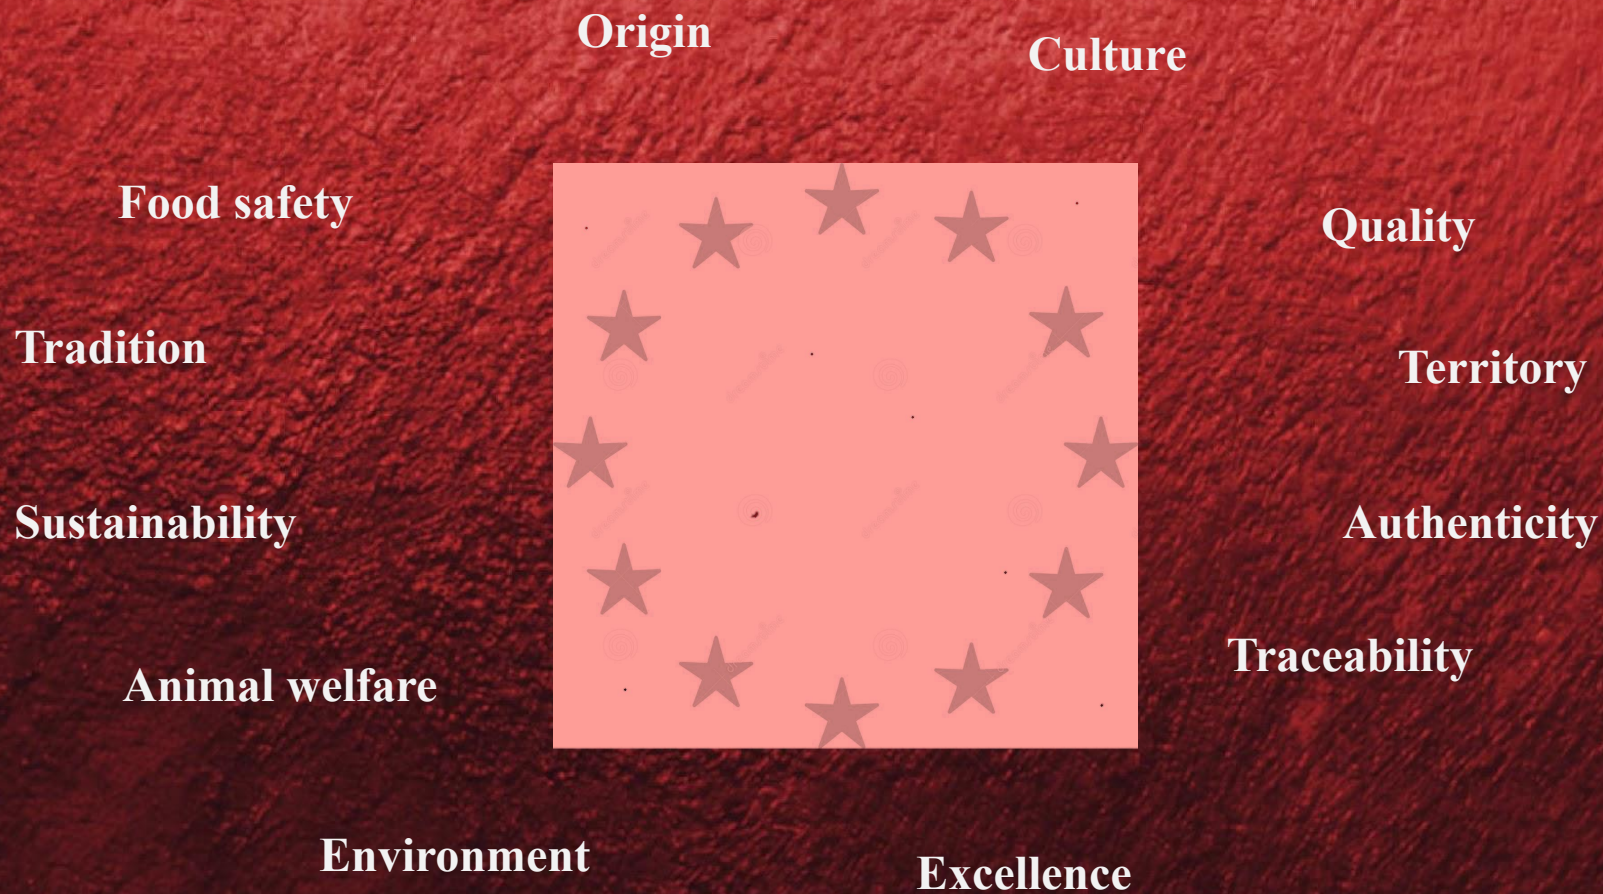 Origin
Culture
Food safety
Quality
Tradition
Territory
Sustainability
Authenticity
Traceability
Animal welfare
Environment
Excellence